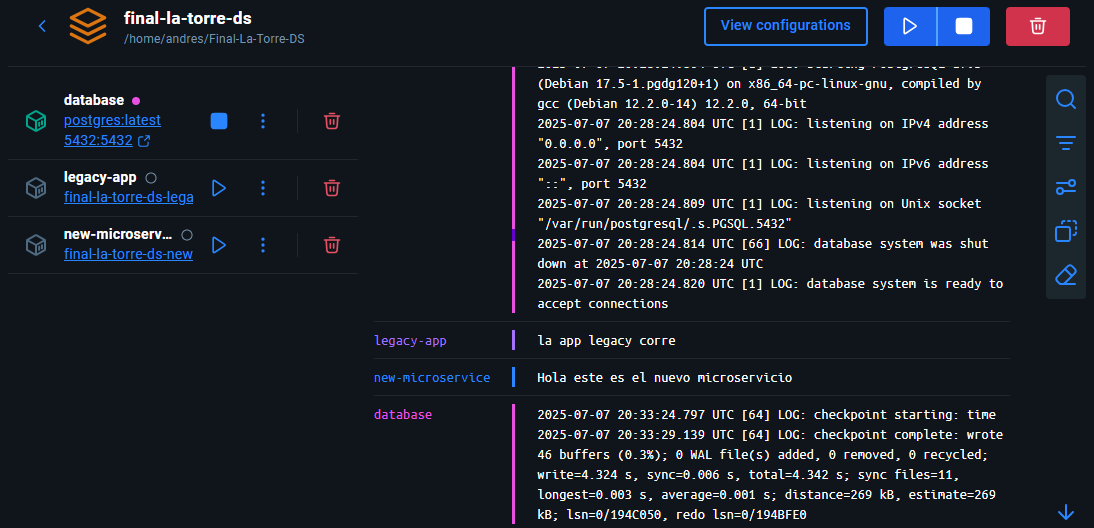 final-la-torre-ds
/home/andres/Final-La-Torre-DS
View configurations
database
postgres:latest
5432:5432
legacy-app
final-la-torre-ds-lega
new-microserv...
final-la-torre-ds-new
(Debian 17.5-1.pgdg120+1) on x86_64-pc-linux-gnu, compiled by
gcc (Debian 12.2.0-14) 12.2.0, 64-bit
2025-07-07 20:28:24.804 UTC [1] LOG: listening on IPv4 address
"0.0.0.0", port 5432
2025-07-07 20:28:24.804 UTC [1] LOG: listening on IPv6 address
"::", port 5432
2025-07-07 20:28:24.809 UTC [1] LOG: listening on Unix socket
"/var/run/postgresql/.s.PGSQL.5432"
2025-07-07 20:28:24.814 UTC [66] LOG: database system was shut
down at 2025-07-07 20:28:24 UTC
2025-07-07 20:28:24.820 UTC [1] LOG: database system is ready to
accept connections
legacy-app
la app legacy corre
new-microservice
Hola este es el nuevo microservicio
database
2025-07-07 20:33:24.797 UTC [64] LOG: checkpoint starting: time
2025-07-07 20:33:29.139 UTC [64] LOG: checkpoint complete: wrote
46 buffers (0.3%); 0 WAL file(s) added, 0 removed, 0 recycled;
write=4.324 s, sync=0.006 s, total=4.342 s; sync files=11,
longest=0.003 s, average=0.001 s; distance=269 kB, estimate=269
kB; lsn=0/194C050, redo lsn=0/194BFE0